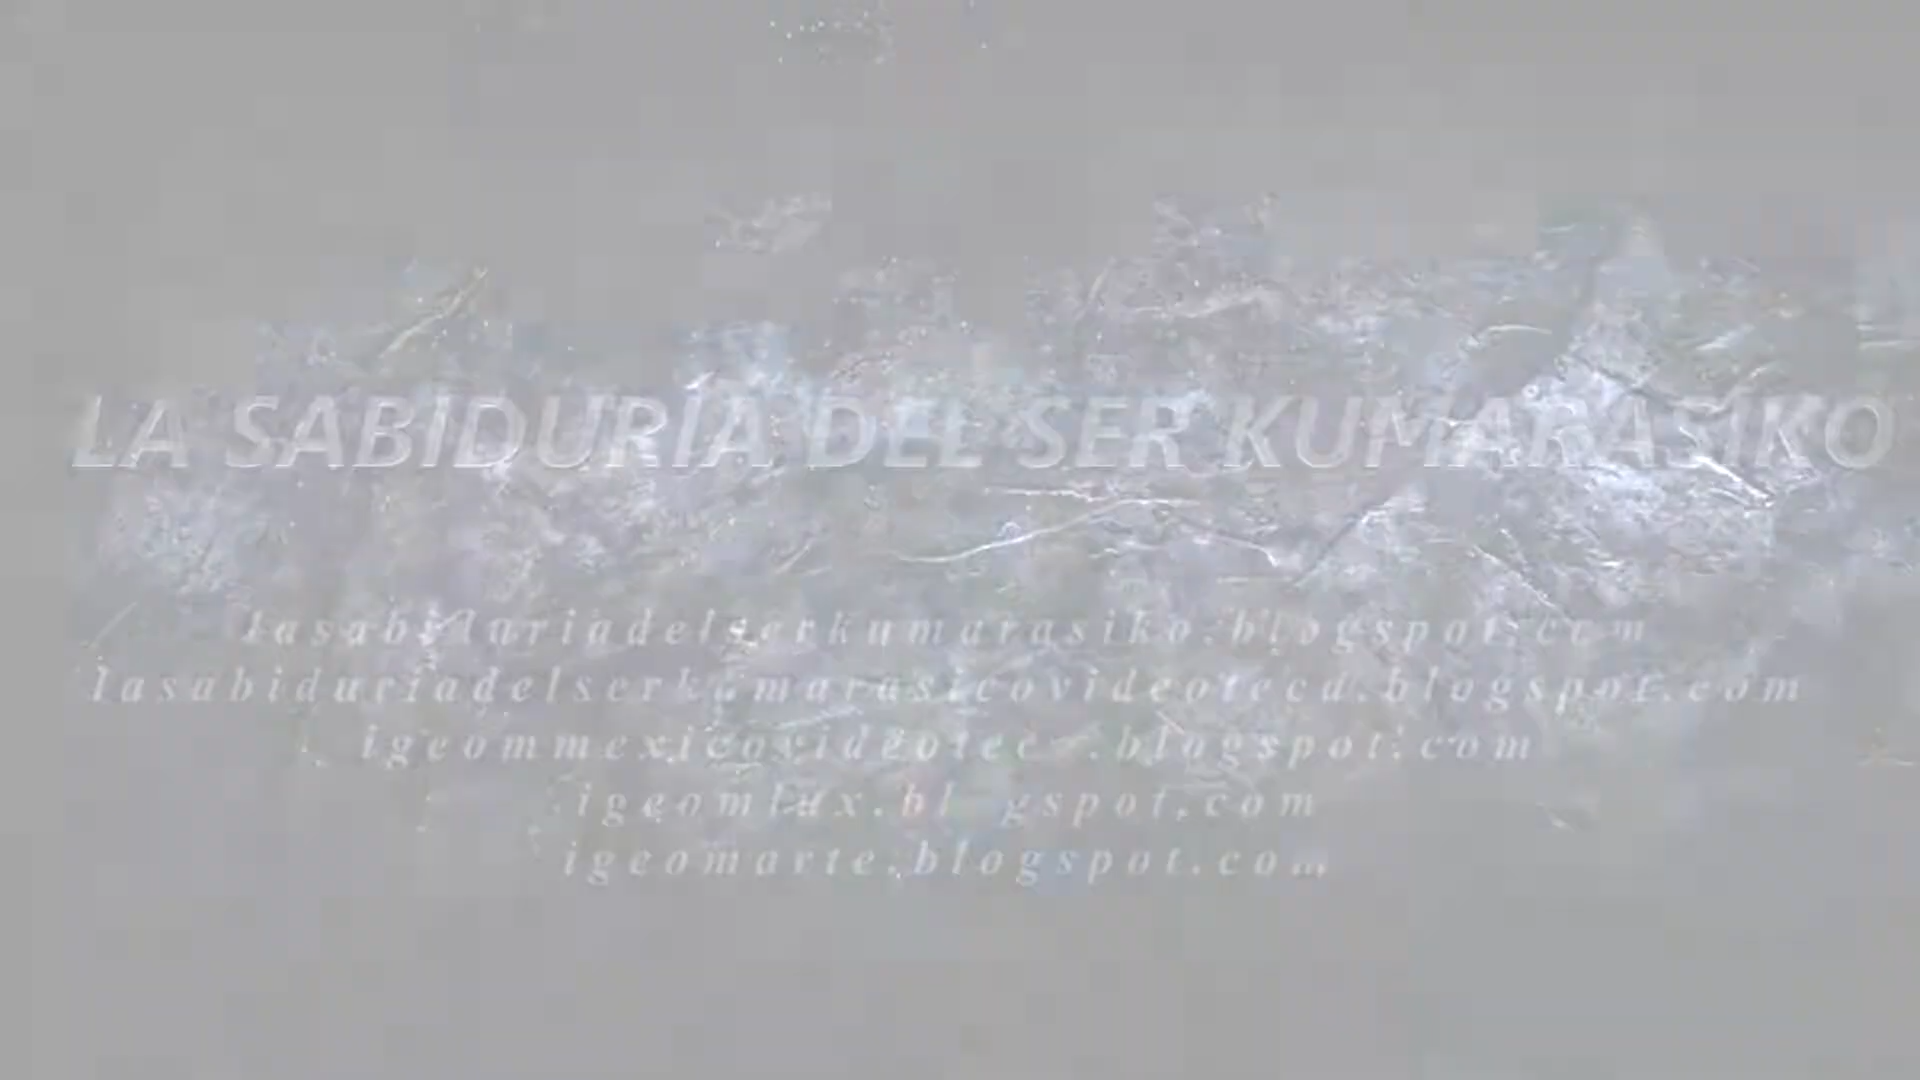 LA SABIDURÍA DEL SER KUMARASIKO
lasabiduriadelserkumarasiko.blogspot.com
lasabiduriadelserkumarasicovideoteca.blogspot.com
igeommexicovideoteca.blogspot.com
igeomlux.blogspot.com
igeomarte.blogspot.com